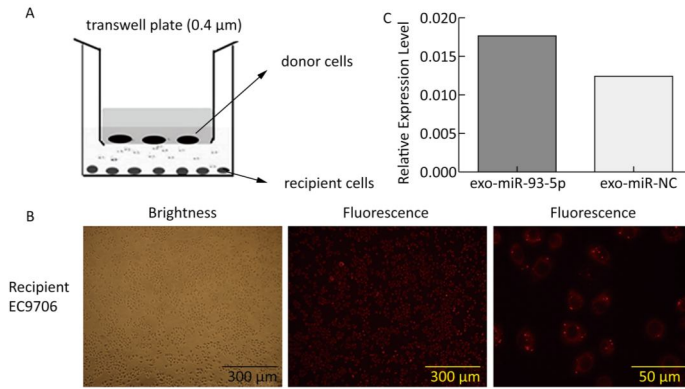 A
transwell plate (0.4 µm)
donor cells
recipient cells
C
Relative Expression Level
0.020
0.015
0.010
0.005
0.000
exo-miR-93-5p
exo-miR-NC
B
Brightness
Fluorescence
Fluorescence
Recipient
EC9706
300 µm
300 µm
50 µm